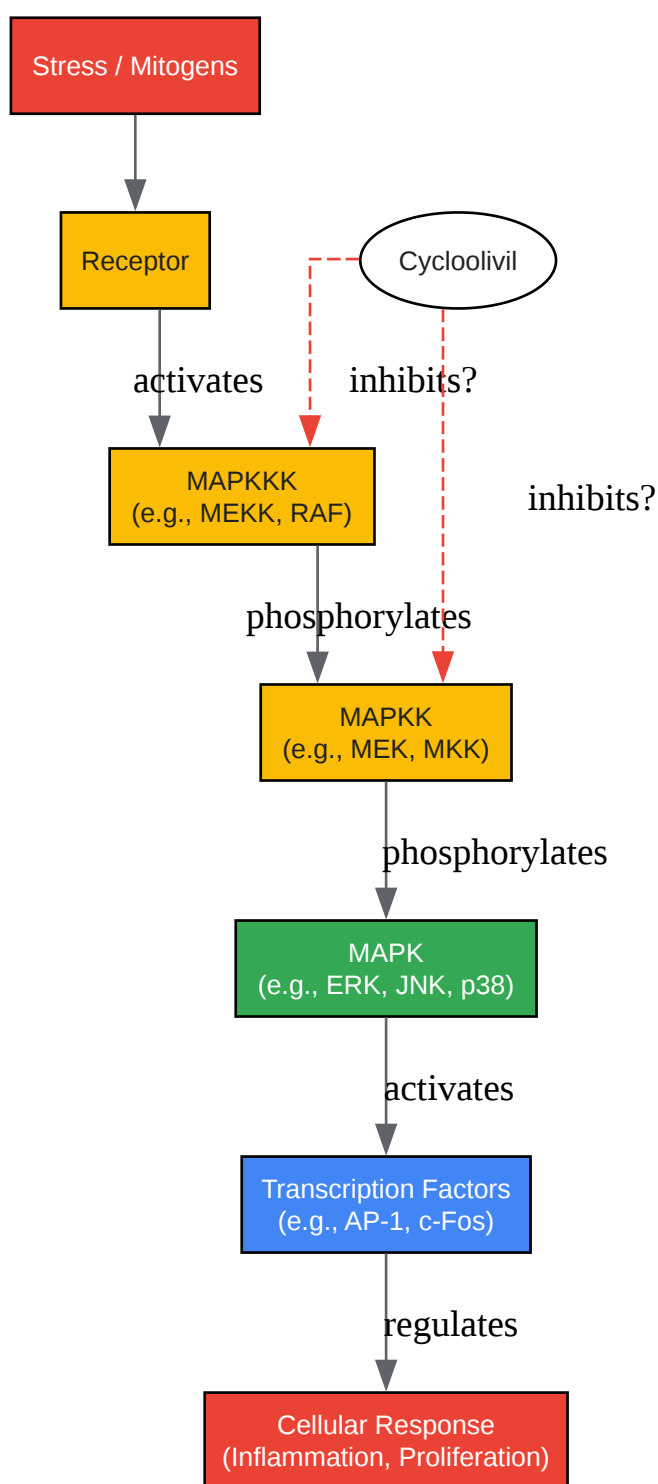 Stress / Mitogens
Receptor
Cycloolivil
activates
inhibits?
MAPKKK
(e.g., MEKK, RAF)
inhibits?
phosphorylates
MAPKK
(e.g., MEK, MKK)
phosphorylates
MAPK
(e.g., ERK, JNK, p38)
activates
Transcription Factors
(e.g., AP-1, c-Fos)
regulates
Cellular Response
(Inflammation, Proliferation)